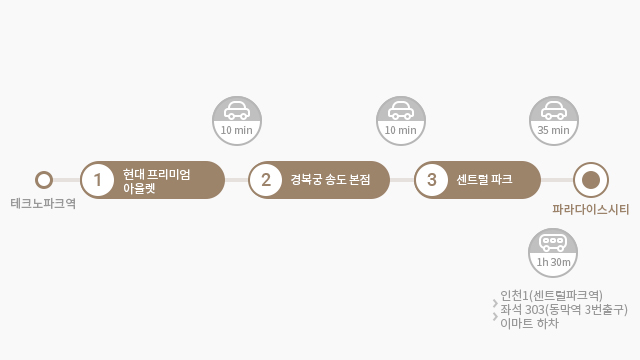 10 min
10 min
35 min
1
현대 프리미엄
아울렛
2
경복궁 송도 본점
3
센트럴 파크
테크노파크역
파라다이스시티
1h 30m
인천1(센트럴파크역)
좌석 303(동막역 3번출구)
이마트 하차